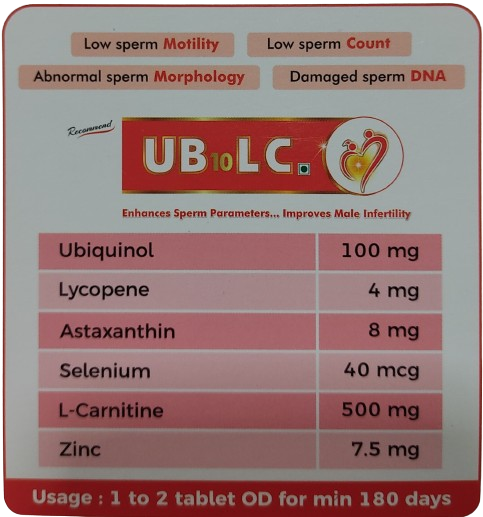 Low sperm Motility Low sperm Count
Abnormal sperm Morphology Damaged sperm DNA
Recommend
UB10LC.
Enhances Sperm Parameters... Improves Male Infertility
Ubiquinol 100 mg
Lycopene 4 mg
Astaxanthin 8 mg
Selenium 40 mcg
L-Carnitine 500 mg
Zinc 7.5 mg
Usage : 1 to 2 tablet OD for min 180 days